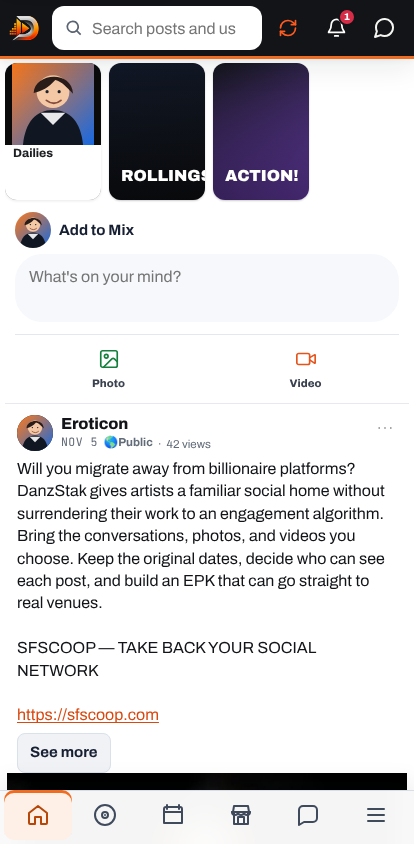 Search posts and us
1
Dailies
ROLLINGS
ACTION!
Add to Mix
What's on your mind?
Photo
Video
Eroticon
...
NOV 5 🌎Public · 42 views
Will you migrate away from billionaire platforms?
DanzStak gives artists a familiar social home without
surrendering their work to an engagement algorithm.
Bring the conversations, photos, and videos you
choose. Keep the original dates, decide who can see
each post, and build an EPK that can go straight to
real venues.
SFSCOOP — TAKE BACK YOUR SOCIAL
NETWORK
https://sfscoop.com
See more